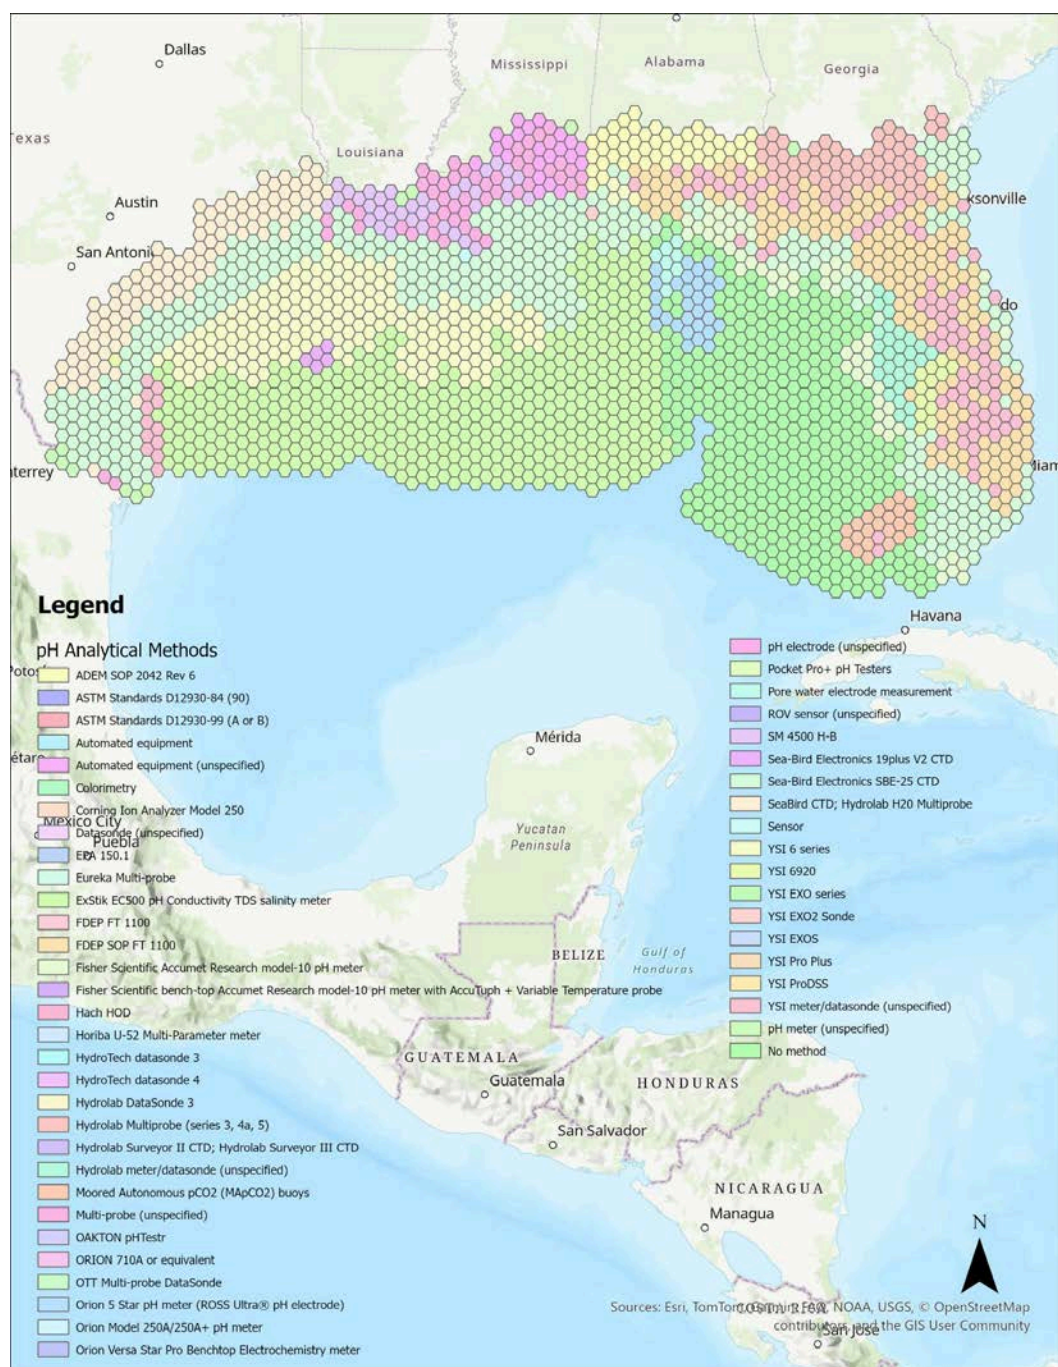 Dallas
Mississippi
Alabama
Georgia
Texas
Louisiana
Austin
ksonville
San Antoni
do
nterrey
Miam
Legend
pH Analytical Methods
ADEM SOP 2042 Rev 6
ASTM Standards D12930-84 (90)
ASTM Standards D12930-99 (A or B)
Automated equipment
Automated equipment (unspecified)
Colorimetry
Corning Ion Analyzer Model 250
Datasonde (unspecified)
EPA 150.1
Eureka Multi-probe
ExStik EC500 pH Conductivity TDS salinity meter
FDEP FT 1100
FDEP SOP FT 1100
Fisher Scientific Accumet Research model-10 pH meter
Fisher Scientific bench-top Accumet Research model-10 pH meter with AccuTuph + Variable Temperature probe
Hach HOD
Horiba U-52 Multi-Parameter meter
HydroTech datasonde 3
HydroTech datasonde 4
Hydrolab DataSonde 3
Hydrolab Multiprobe (series 3, 4a, 5)
Hydrolab Surveyor II CTD; Hydrolab Surveyor III CTD
Hydrolab meter/datasonde (unspecified)
Moored Autonomous pCO2 (MApCO2) buoys
Multi-probe (unspecified)
OAKTON pHTestr
ORION 710A or equivalent
OTT Multi-probe DataSonde
Orion 5 Star pH meter (ROSS Ultra® pH electrode)
Orion Model 250A/250A+ pH meter
Orion Versa Star Pro Benchtop Electrochemistry meter
pH electrode (unspecified)
Pocket Pro+ pH Testers
Pore water electrode measurement
ROV sensor (unspecified)
SM 4500 H-B
Sea-Bird Electronics 19plus V2 CTD
Sea-Bird Electronics SBE-25 CTD
SeaBird CTD; Hydrolab H20 Multiprobe
Sensor
YSI 6 series
YSI 6920
YSI EXO series
YSI EXO2 Sonde
YSI EXOS
YSI Pro Plus
YSI ProDSS
YSI meter/datasonde (unspecified)
pH meter (unspecified)
No method
Havana
Potos
étar
Mexico City
Puebla
Mérida
Yucatan
Peninsula
BELIZE
Gulf of
Honduras
GUATEMALA
Guatemala
HONDURAS
San Salvador
NICARAGUA
Managua
N
COSTA RICA
San Jose
Sources: Esri, TomTom, Garmin, FAO, NOAA, USGS, © OpenStreetMap
contributors, and the GIS User Community